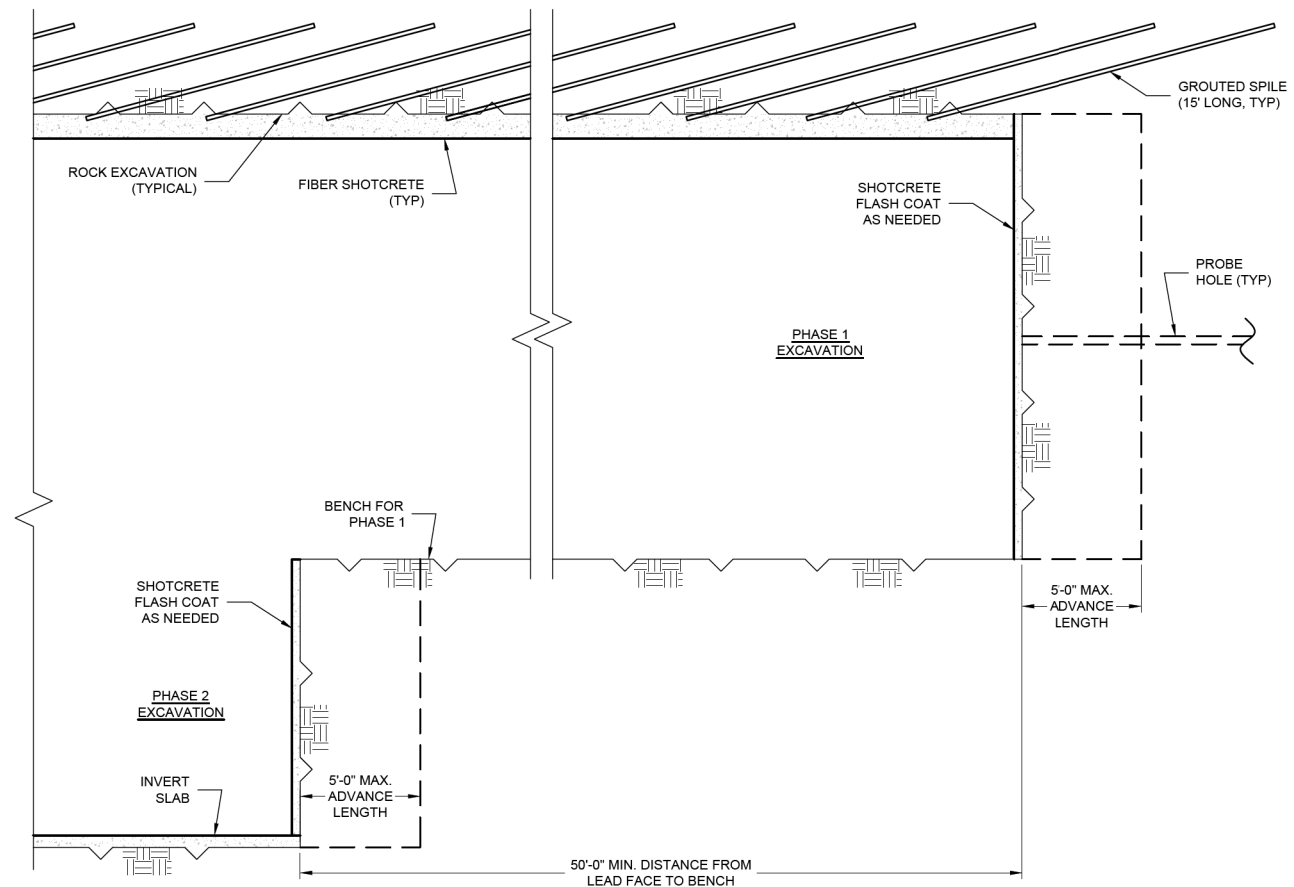 GROUTED SPILE
(15' LONG, TYP)
ROCK EXCAVATION
(TYPICAL)
FIBER SHOTCRETE
(TYP)
SHOTCRETE
FLASH COAT
AS NEEDED
PROBE
HOLE (TYP)
PHASE 1
EXCAVATION
BENCH FOR
PHASE 1
SHOTCRETE
FLASH COAT
AS NEEDED
5'-0" MAX.
ADVANCE
LENGTH
PHASE 2
EXCAVATION
INVERT
SLAB
5'-0" MAX.
ADVANCE
LENGTH
50'-0" MIN. DISTANCE FROM
LEAD FACE TO BENCH